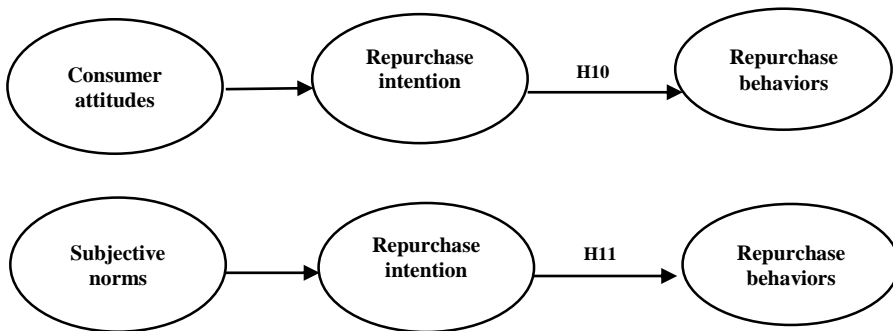 Consumer
attitudes
Repurchase
intention
H10
Repurchase
behaviors
Subjective
norms
Repurchase
intention
H11
Repurchase
behaviors